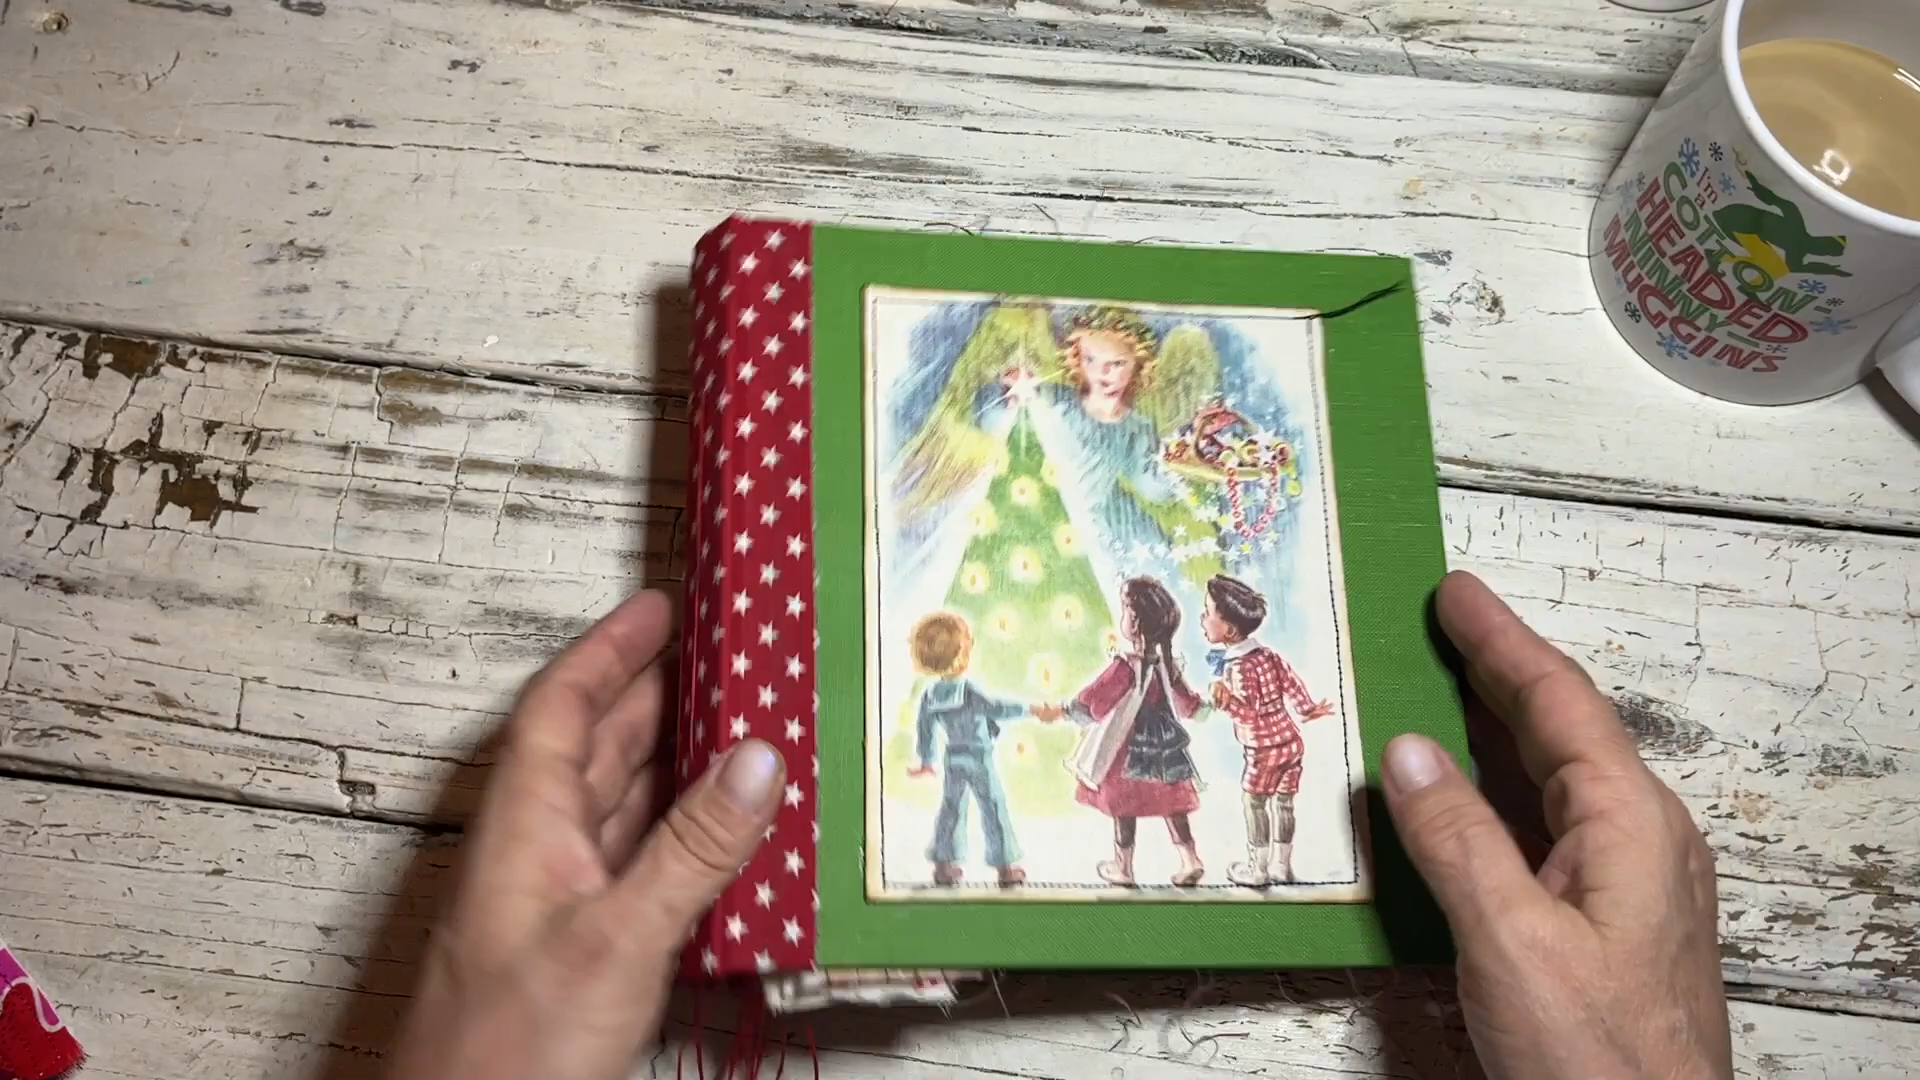 I'm
a
COTTON-
HEADED
NINNY-
MUGGINS